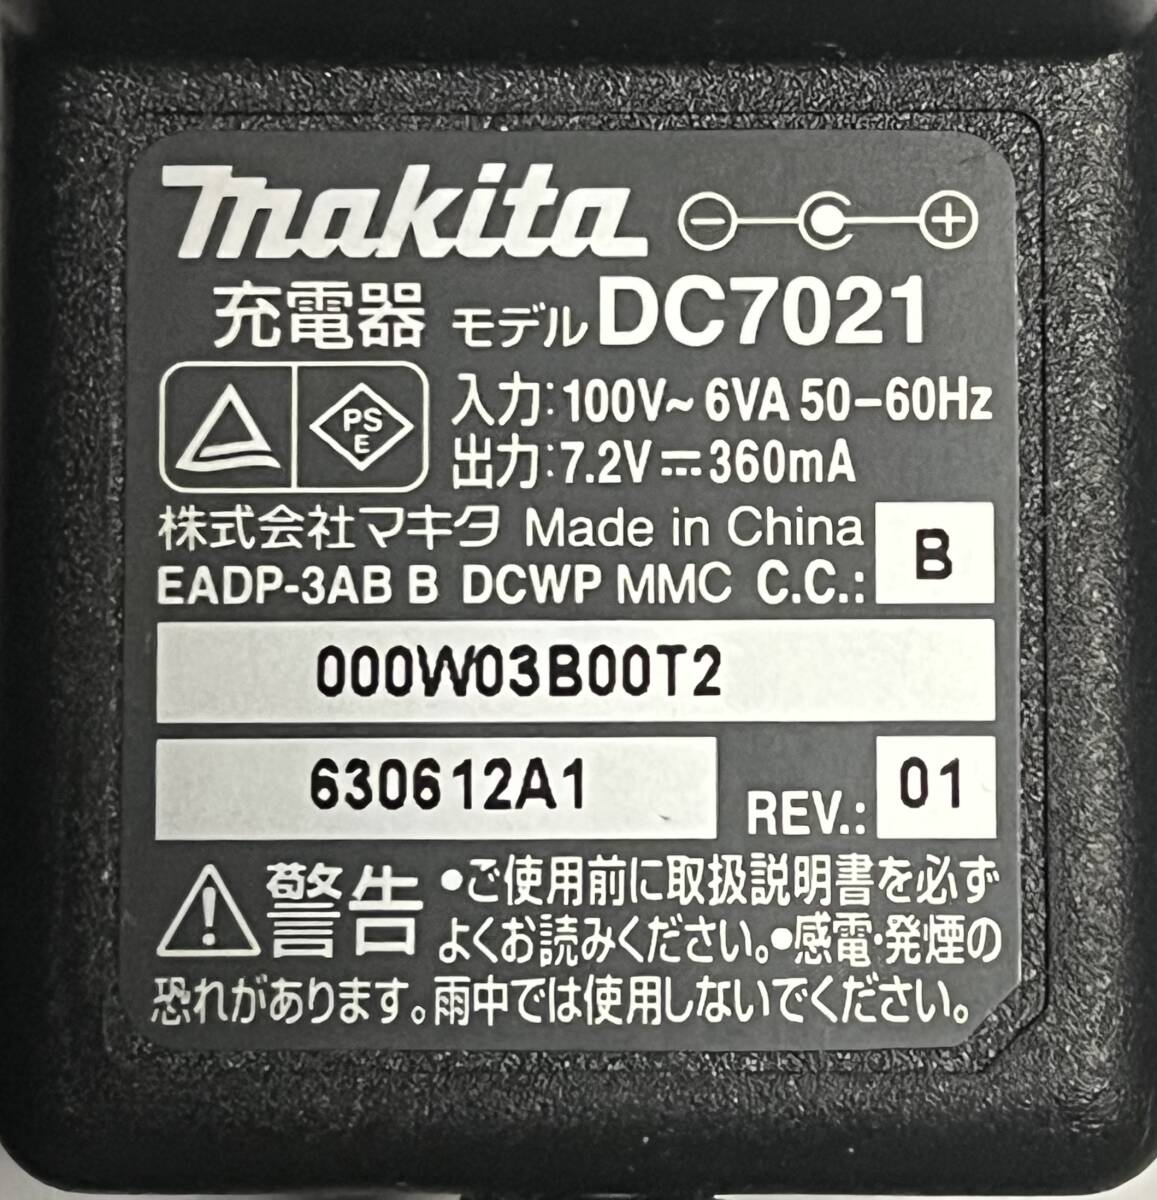 makita
充電器 モデル DC7021
PS
E
入力:100V~ 6VA 50-60Hz
出力:7.2V⎓360mA
株式会社マキタ Made in China
EADP-3AB B DCWP MMC C.C.: B
000W03B00T2
630612A1 REV.: 01
警告 •ご使用前に取扱説明書を必ず
よくお読みください。•感電・発煙の
恐れがあります。雨中では使用しないでください。